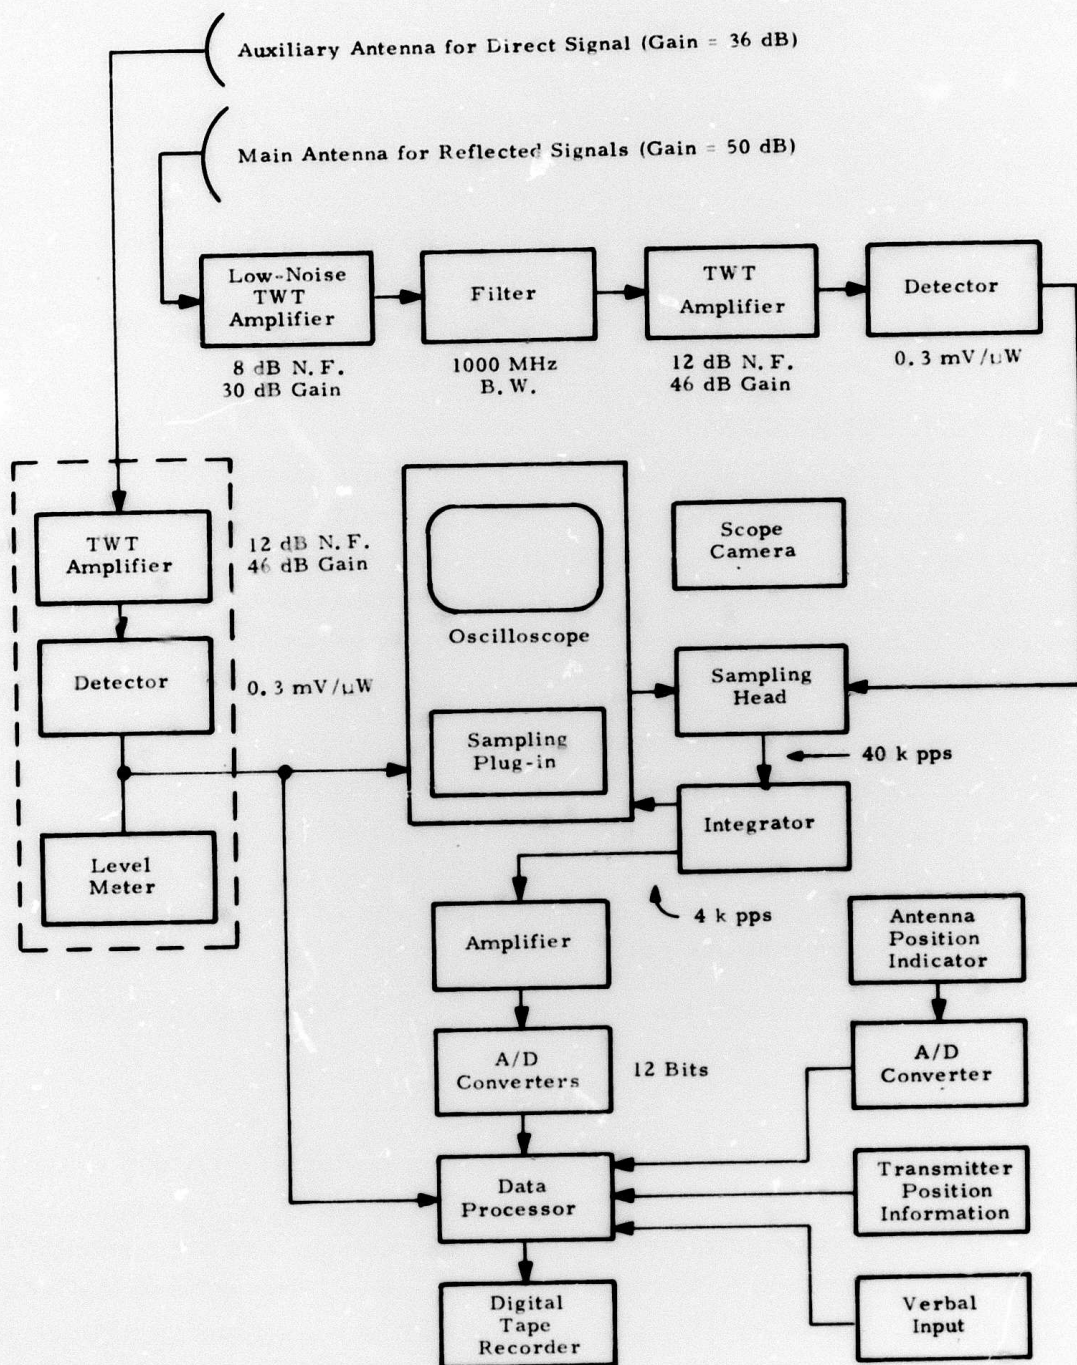 Auxiliary Antenna for Direct Signal (Gain = 36 dB)
Main Antenna for Reflected Signals (Gain = 50 dB)
Low-Noise
TWT
Amplifier
8 dB N. F.
30 dB Gain
Filter
1000 MHz
B. W.
TWT
Amplifier
12 dB N. F.
46 dB Gain
Detector
0.3 mV/μW
TWT
Amplifier
12 dB N. F.
46 dB Gain
Detector
0.3 mV/μW
Level
Meter
Oscilloscope
Sampling
Plug-in
Scope
Camera
Sampling
Head
40 k pps
Integrator
4 k pps
Amplifier
A/D
Converters
12 Bits
Antenna
Position
Indicator
A/D
Converter
Data
Processor
Transmitter
Position
Information
Verbal
Input
Digital
Tape
Recorder